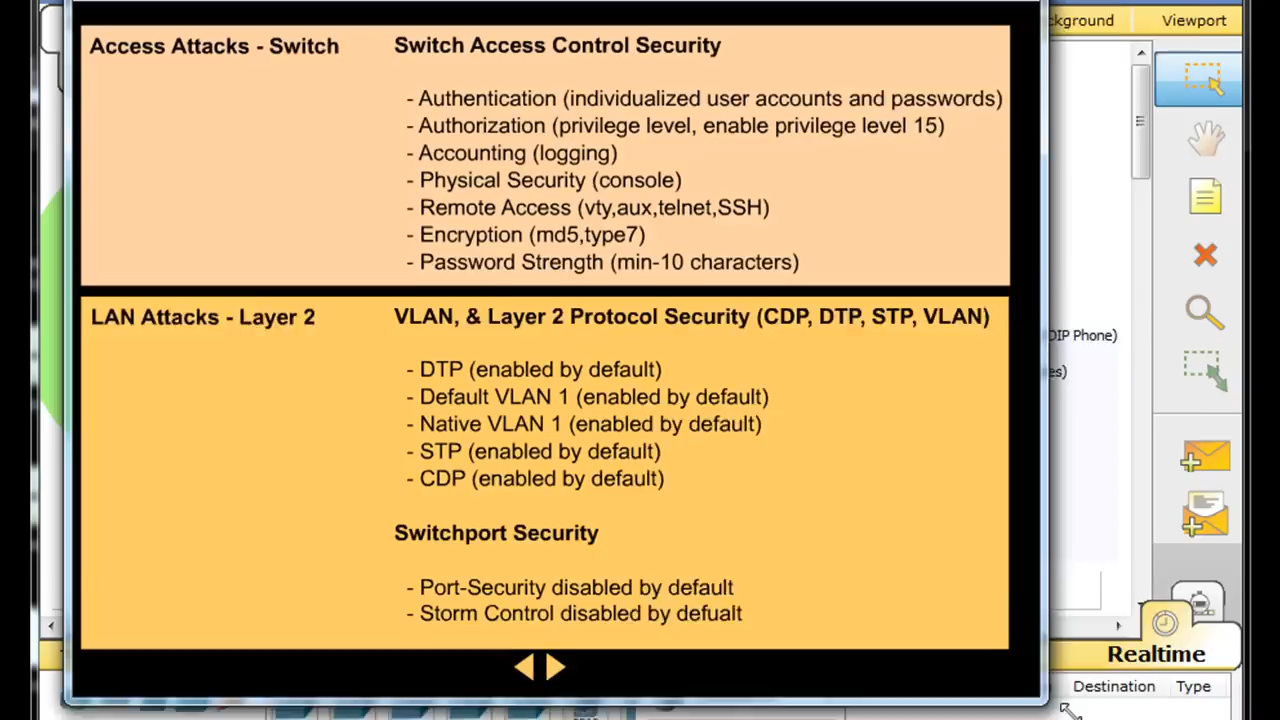 Access Attacks - Switch
Switch Access Control Security
- Authentication (individualized user accounts and passwords)
- Authorization (privilege level, enable privilege level 15)
- Accounting (logging)
- Physical Security (console)
- Remote Access (vty,aux,telnet,SSH)
- Encryption (md5,type7)
- Password Strength (min-10 characters)
LAN Attacks - Layer 2
VLAN, & Layer 2 Protocol Security (CDP, DTP, STP, VLAN)
- DTP (enabled by default)
- Default VLAN 1 (enabled by default)
- Native VLAN 1 (enabled by default)
- STP (enabled by default)
- CDP (enabled by default)
Switchport Security
- Port-Security disabled by default
- Storm Control disabled by defualt
Viewport
Phone)
Realtime
Destination Type